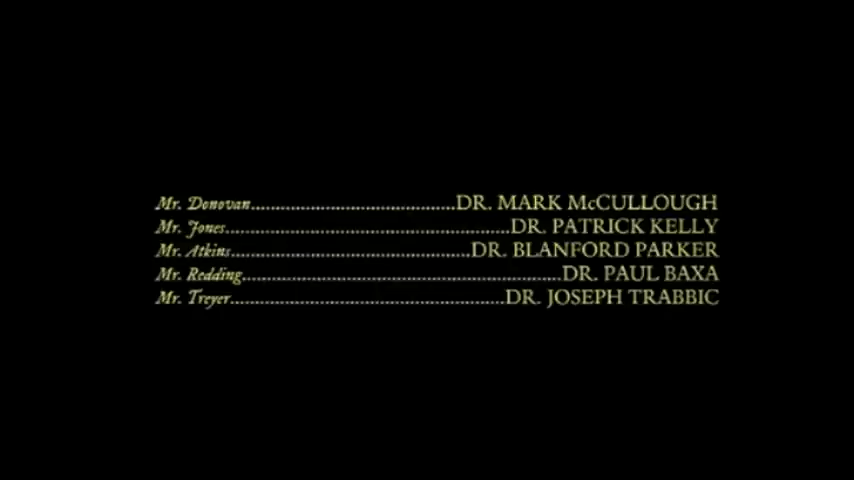 Mr. Donovan..........................................DR. MARK McCULLOUGH
Mr. Jones..........................................................DR. PATRICK KELLY
Mr. Atkins.................................................DR. BLANFORD PARKER
Mr. Redding.................................................................DR. PAUL BAXA
Mr. Treyer........................................................DR. JOSEPH TRABBIC